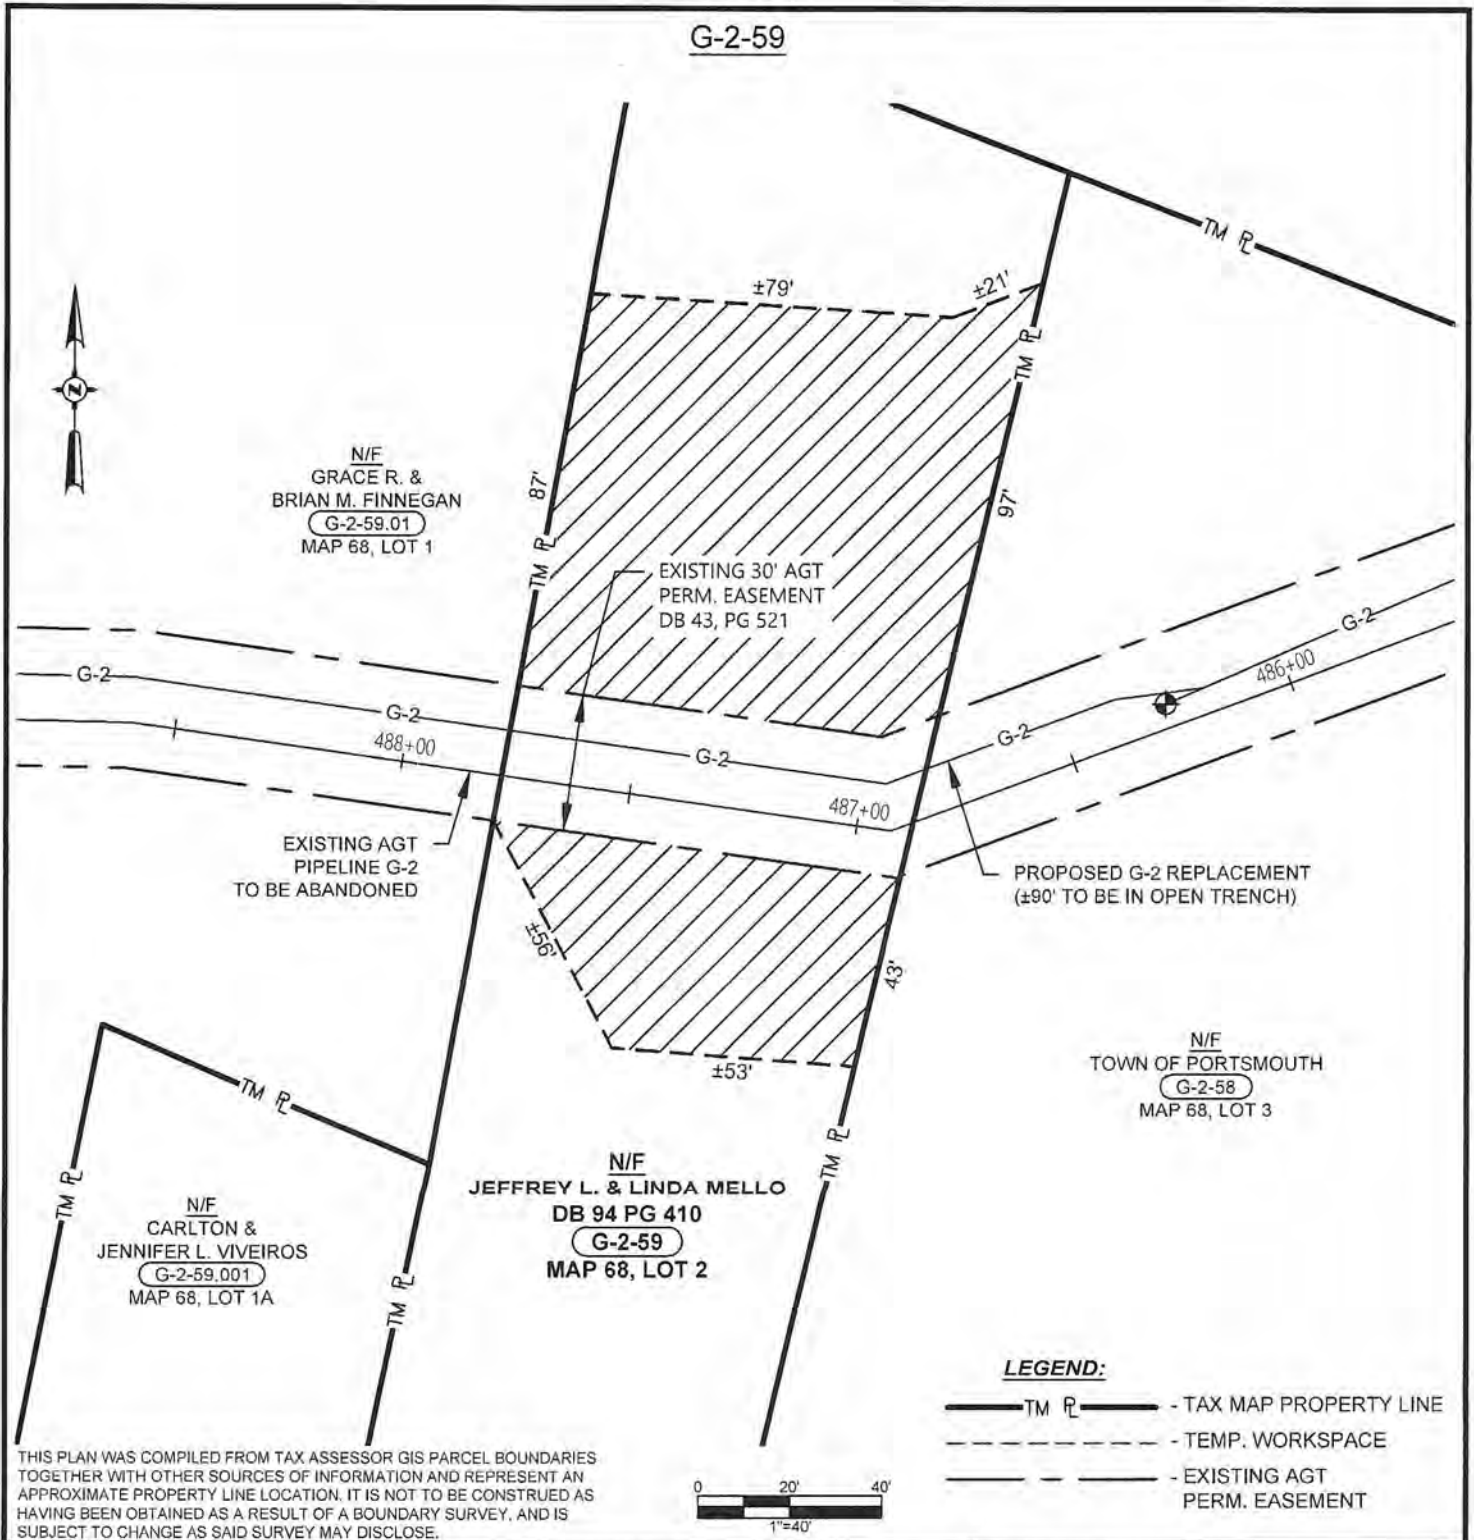 G-2-59
TM PL
±79'
±21'
TM PL
N
N/F
GRACE R. &
BRIAN M. FINNEGAN
G-2-59.01
MAP 68, LOT 1
87'
97'
TM PL
EXISTING 30' AGT
PERM. EASEMENT
DB 43, PG 521
G-2
G-2
G-2
G-2
G-2
486+00
488+00
487+00
EXISTING AGT
PIPELINE G-2
TO BE ABANDONED
PROPOSED G-2 REPLACEMENT
(±90' TO BE IN OPEN TRENCH)
±56'
43'
±53'
N/F
TOWN OF PORTSMOUTH
G-2-58
MAP 68, LOT 3
TM PL
TM PL
TM PL
N/F
JEFFREY L. & LINDA MELLO
DB 94 PG 410
G-2-59
MAP 68, LOT 2
N/F
CARLTON &
JENNIFER L. VIVEIROS
G-2-59.001
MAP 68, LOT 1A
TM PL
LEGEND:
TM PL - TAX MAP PROPERTY LINE
- TEMP. WORKSPACE
- EXISTING AGT
PERM. EASEMENT
THIS PLAN WAS COMPILED FROM TAX ASSESSOR GIS PARCEL BOUNDARIES
TOGETHER WITH OTHER SOURCES OF INFORMATION AND REPRESENT AN
APPROXIMATE PROPERTY LINE LOCATION. IT IS NOT TO BE CONSTRUED AS
HAVING BEEN OBTAINED AS A RESULT OF A BOUNDARY SURVEY, AND IS
SUBJECT TO CHANGE AS SAID SURVEY MAY DISCLOSE.
0 20' 40'
1"=40'